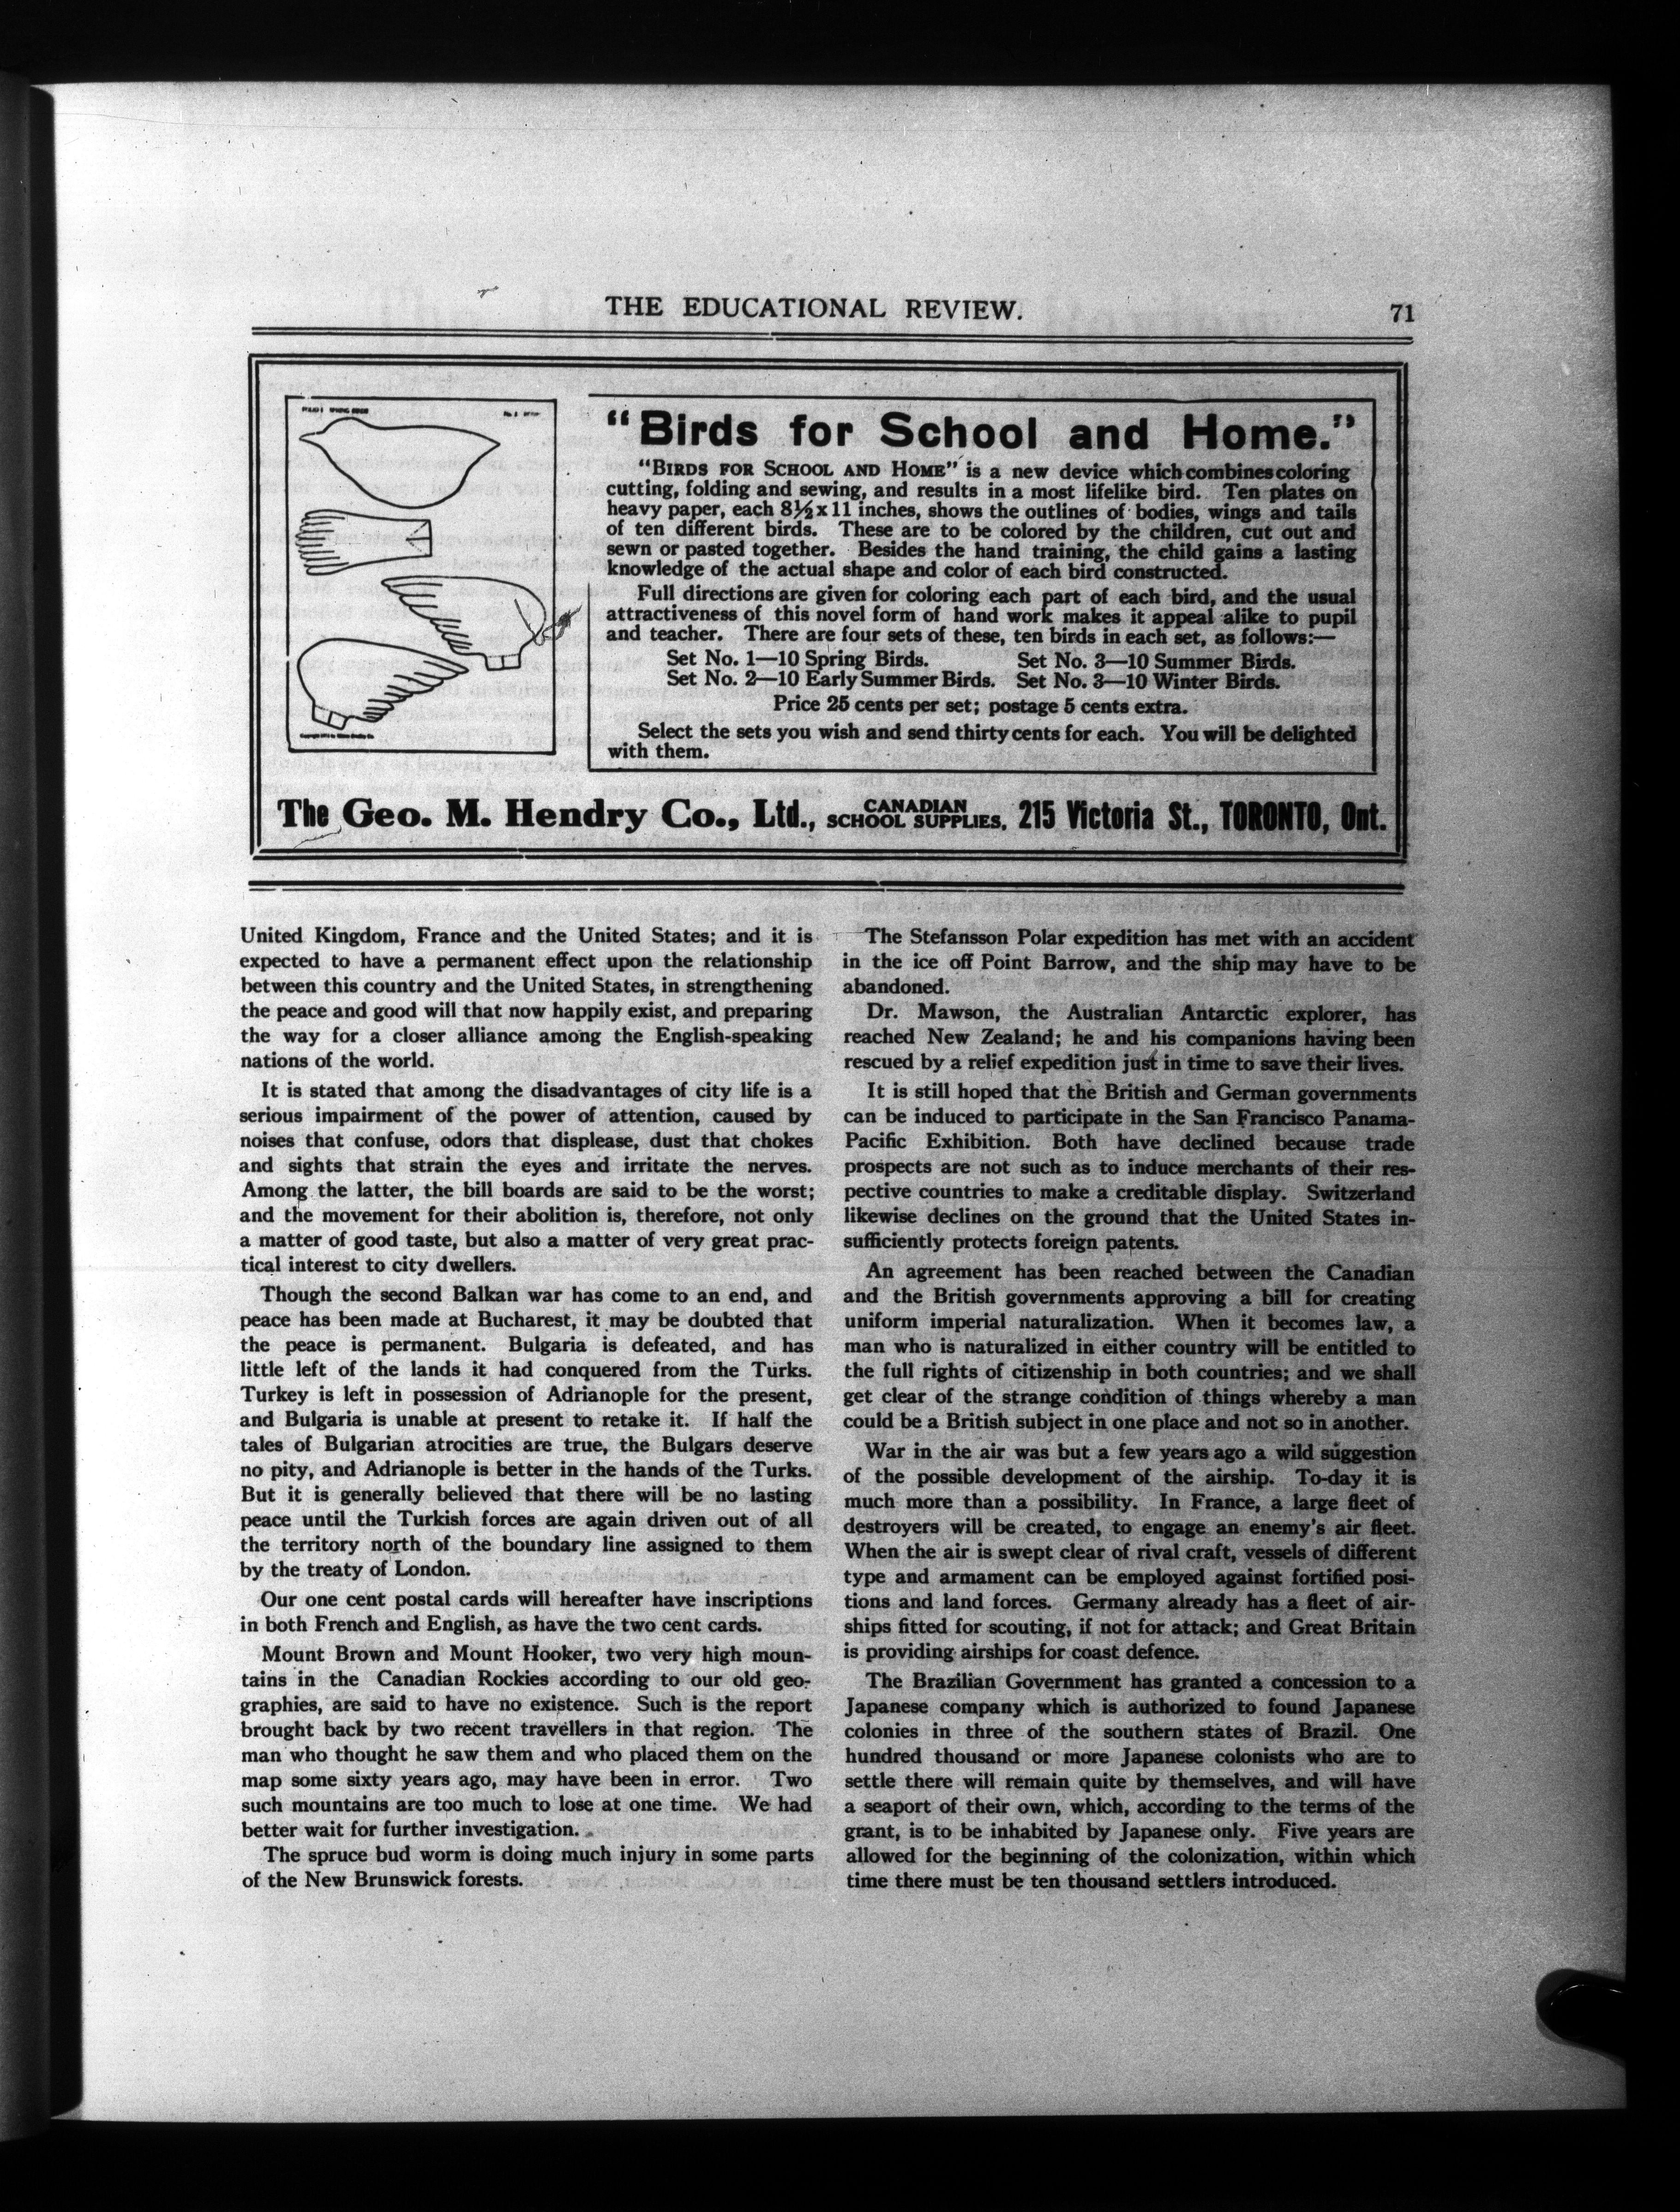 THE EDUCATIONAL REVIEW.
71
"Birds for School and Home."
"BIRDS FOR SCHOOL AND HOME" is a new device which combines coloring
cutting, folding and sewing, and results in a most lifelike bird. Ten plates on
heavy paper, each 8½ x 11 inches, shows the outlines of bodies, wings and tails
of ten different birds. These are to be colored by the children, cut out and
sewn or pasted together. Besides the hand training, the child gains a lasting
knowledge of the actual shape and color of each bird constructed.
Full directions are given for coloring each part of each bird, and the usual
attractiveness of this novel form of hand work makes it appeal alike to pupil
and teacher. There are four sets of these, ten birds in each set, as follows:—
Set No. 1—10 Spring Birds. Set No. 3—10 Summer Birds.
Set No. 2—10 Early Summer Birds. Set No. 3—10 Winter Birds.
Price 25 cents per set; postage 5 cents extra.
Select the sets you wish and send thirty cents for each. You will be delighted
with them.
The Geo. M. Hendry Co., Ltd., CANADIAN SCHOOL SUPPLIES, 215 Victoria St., TORONTO, Ont.
United Kingdom, France and the United States; and it is
expected to have a permanent effect upon the relationship
between this country and the United States, in strengthening
the peace and good will that now happily exist, and preparing
the way for a closer alliance among the English-speaking
nations of the world.
It is stated that among the disadvantages of city life is a
serious impairment of the power of attention, caused by
noises that confuse, odors that displease, dust that chokes
and sights that strain the eyes and irritate the nerves.
Among the latter, the bill boards are said to be the worst;
and the movement for their abolition is, therefore, not only
a matter of good taste, but also a matter of very great prac-
tical interest to city dwellers.
Though the second Balkan war has come to an end, and
peace has been made at Bucharest, it may be doubted that
the peace is permanent. Bulgaria is defeated, and has
little left of the lands it had conquered from the Turks.
Turkey is left in possession of Adrianople for the present,
and Bulgaria is unable at present to retake it. If half the
tales of Bulgarian atrocities are true, the Bulgars deserve
no pity, and Adrianople is better in the hands of the Turks.
But it is generally believed that there will be no lasting
peace until the Turkish forces are again driven out of all
the territory north of the boundary line assigned to them
by the treaty of London.
Our one cent postal cards will hereafter have inscriptions
in both French and English, as have the two cent cards.
Mount Brown and Mount Hooker, two very high moun-
tains in the Canadian Rockies according to our old geo-
graphies, are said to have no existence. Such is the report
brought back by two recent travellers in that region. The
man who thought he saw them and who placed them on the
map some sixty years ago, may have been in error. Two
such mountains are too much to lose at one time. We had
better wait for further investigation.
The spruce bud worm is doing much injury in some parts
of the New Brunswick forests.
The Stefansson Polar expedition has met with an accident
in the ice off Point Barrow, and the ship may have to be
abandoned.
Dr. Mawson, the Australian Antarctic explorer, has
reached New Zealand; he and his companions having been
rescued by a relief expedition just in time to save their lives.
It is still hoped that the British and German governments
can be induced to participate in the San Francisco Panama-
Pacific Exhibition. Both have declined because trade
prospects are not such as to induce merchants of their res-
pective countries to make a creditable display. Switzerland
likewise declines on the ground that the United States in-
sufficiently protects foreign patents.
An agreement has been reached between the Canadian
and the British governments approving a bill for creating
uniform imperial naturalization. When it becomes law, a
man who is naturalized in either country will be entitled to
the full rights of citizenship in both countries; and we shall
get clear of the strange condition of things whereby a man
could be a British subject in one place and not so in another.
War in the air was but a few years ago a wild suggestion
of the possible development of the airship. To-day it is
much more than a possibility. In France, a large fleet of
destroyers will be created, to engage an enemy's air fleet.
When the air is swept clear of rival craft, vessels of different
type and armament can be employed against fortified posi-
tions and land forces. Germany already has a fleet of air-
ships fitted for scouting, if not for attack; and Great Britain
is providing airships for coast defence.
The Brazilian Government has granted a concession to a
Japanese company which is authorized to found Japanese
colonies in three of the southern states of Brazil. One
hundred thousand or more Japanese colonists who are to
settle there will remain quite by themselves, and will have
a seaport of their own, which, according to the terms of the
grant, is to be inhabited by Japanese only. Five years are
allowed for the beginning of the colonization, within which
time there must be ten thousand settlers introduced.